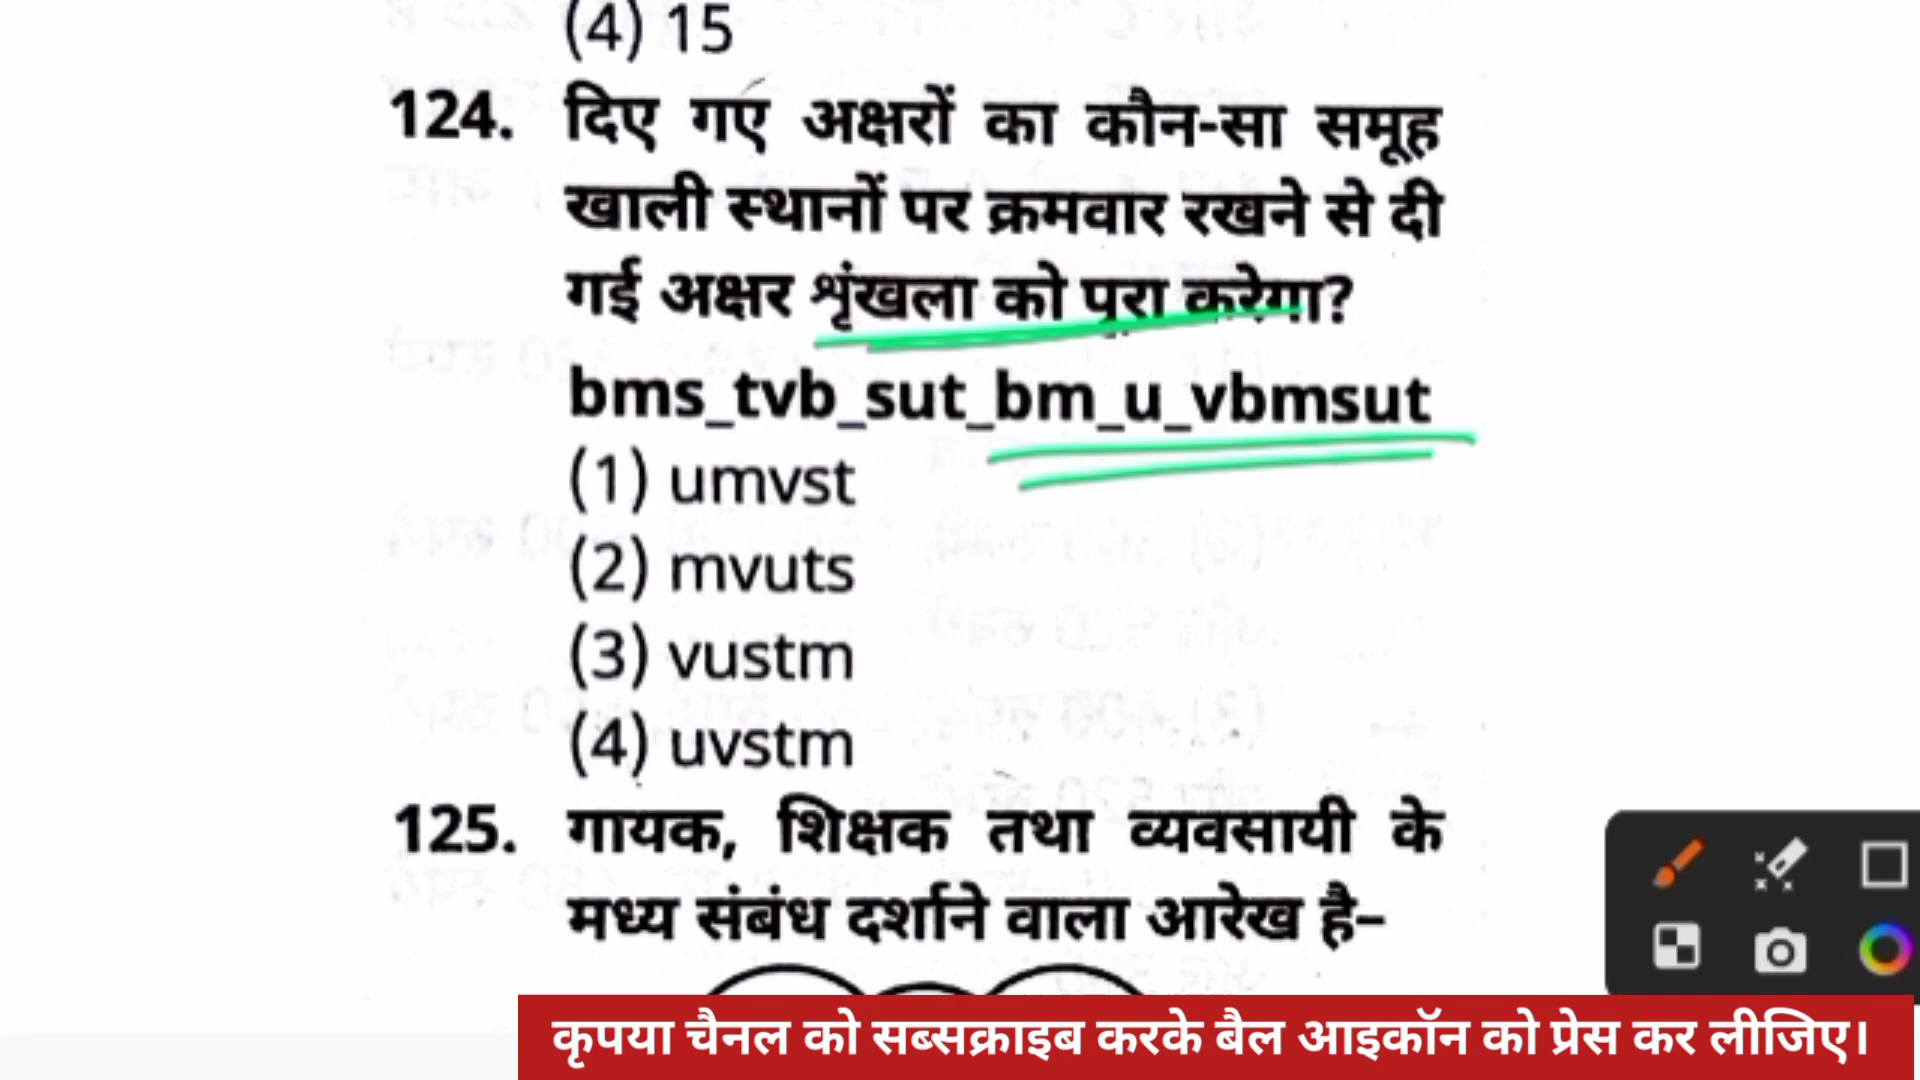 (4) 15
124. दिए गए अक्षरों का कौन-सा समूह
खाली स्थानों पर क्रमवार रखने से दी
गई अक्षर शृंखला को पूरा करेगा?
bms_tvb_sut_bm_u_vbmsut
(1) umvst
(2) mvuts
(3) vustm
(4) uvstm
125. गायक, शिक्षक तथा व्यवसायी के
मध्य संबंध दर्शाने वाला आरेख है–
कृपया चैनल को सब्सक्राइब करके बैल आइकॉन को प्रेस कर लीजिए।